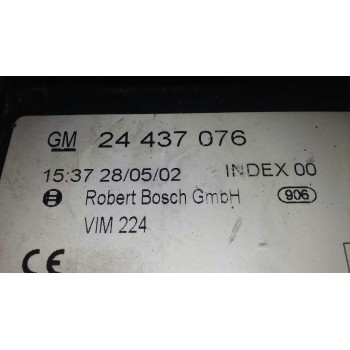 GM 24 437 076
15:37 28/05/02 INDEX 00
Robert Bosch GmbH 906
VIM 224
CE